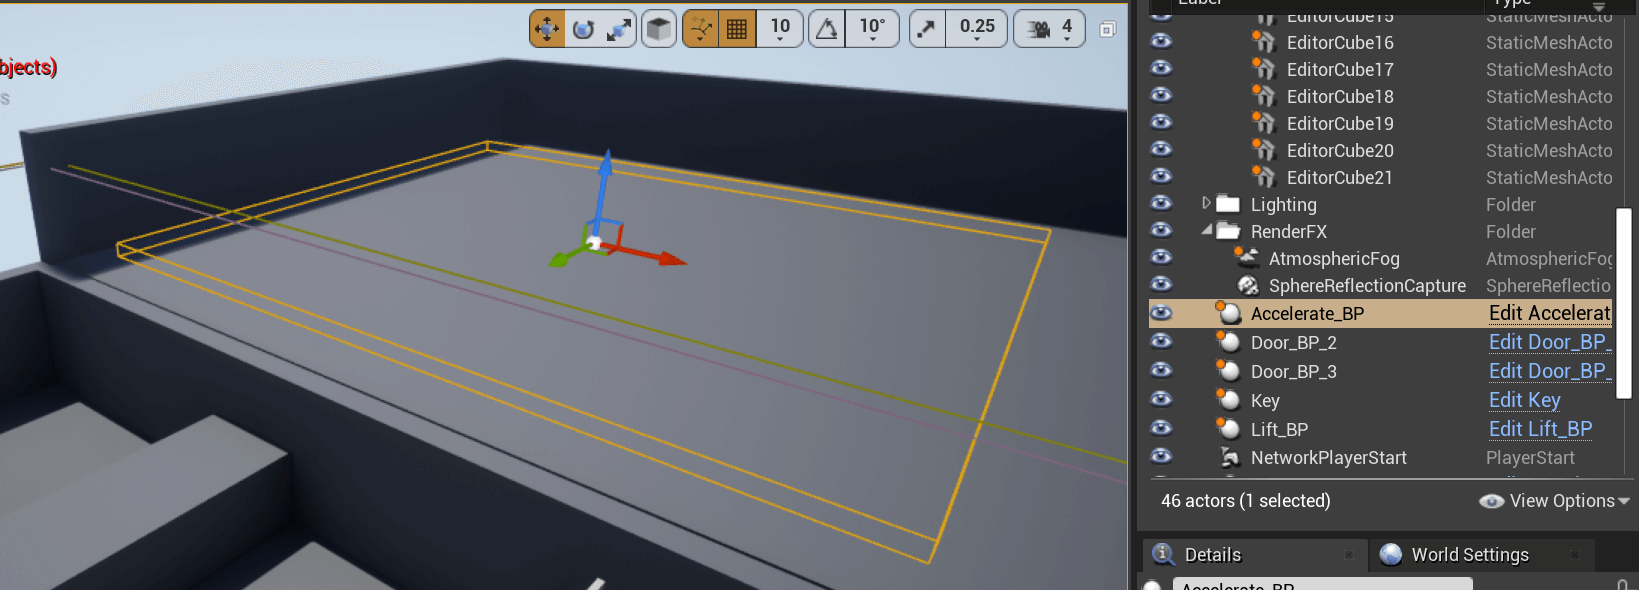 bjects)
s
10
10°
0.25
4
Label
Type
EditorCube15 StaticMeshActo
EditorCube16 StaticMeshActo
EditorCube17 StaticMeshActo
EditorCube18 StaticMeshActo
EditorCube19 StaticMeshActo
EditorCube20 StaticMeshActo
EditorCube21 StaticMeshActo
Lighting Folder
RenderFX Folder
AtmosphericFog AtmosphericFog
SphereReflectionCapture SphereReflectio
Accelerate_BP Edit Accelerat
Door_BP_2 Edit Door_BP_
Door_BP_3 Edit Door_BP_
Key Edit Key
Lift_BP Edit Lift_BP
NetworkPlayerStart PlayerStart
46 actors (1 selected) View Options
Details World Settings
Accelerate_BP